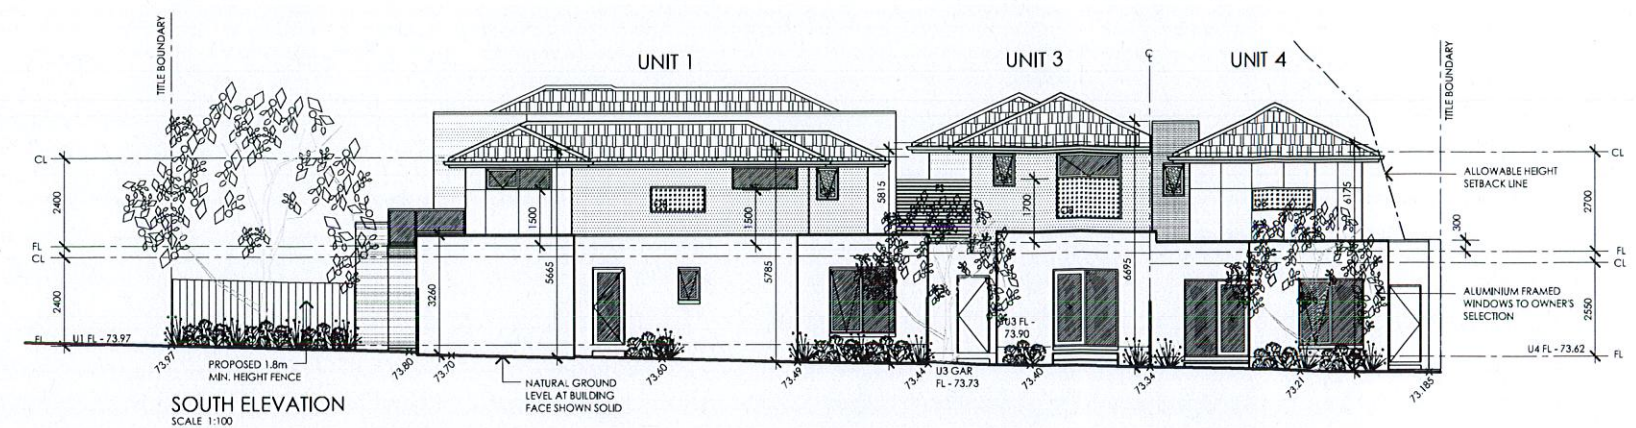 TITLE BOUNDARY
UNIT 1
UNIT 3
UNIT 4
TITLE BOUNDARY
CL
2400
FL
CL
2400
FL
U1 FL - 73.97
3260
1500
5665
1500
5785
5815
1700
6695
6175
CL
ALLOWABLE HEIGHT
SETBACK LINE
300
2700
FL
CL
ALUMINIUM FRAMED
WINDOWS TO OWNER'S
SELECTION
2550
U3 FL -
73.90
U4 FL - 73.62
FL
73.97
PROPOSED 1.8m
MIN. HEIGHT FENCE
73.80
73.70
NATURAL GROUND
LEVEL AT BUILDING
FACE SHOWN SOLID
73.60
73.49
73.44
U3 GAR
FL - 73.73
73.40
73.34
73.21
73.185
SOUTH ELEVATION
SCALE 1:100